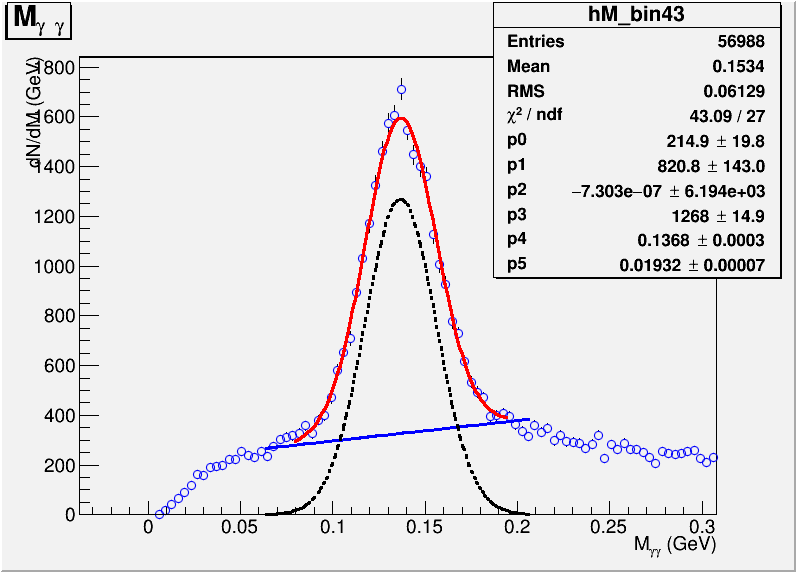 M γ γ
hM_bin43
Entries 56988
Mean 0.1534
RMS 0.06129
χ² / ndf 43.09 / 27
p0 214.9 ± 19.8
p1 820.8 ± 143.0
p2 −7.303e−07 ± 6.194e+03
p3 1268 ± 14.9
p4 0.1368 ± 0.0003
p5 0.01932 ± 0.00007
dN/dM (GeV)
1800
1600
1400
1200
1000
800
600
400
200
0
0 0.05 0.1 0.15 0.2 0.25 0.3
Mγγ (GeV)